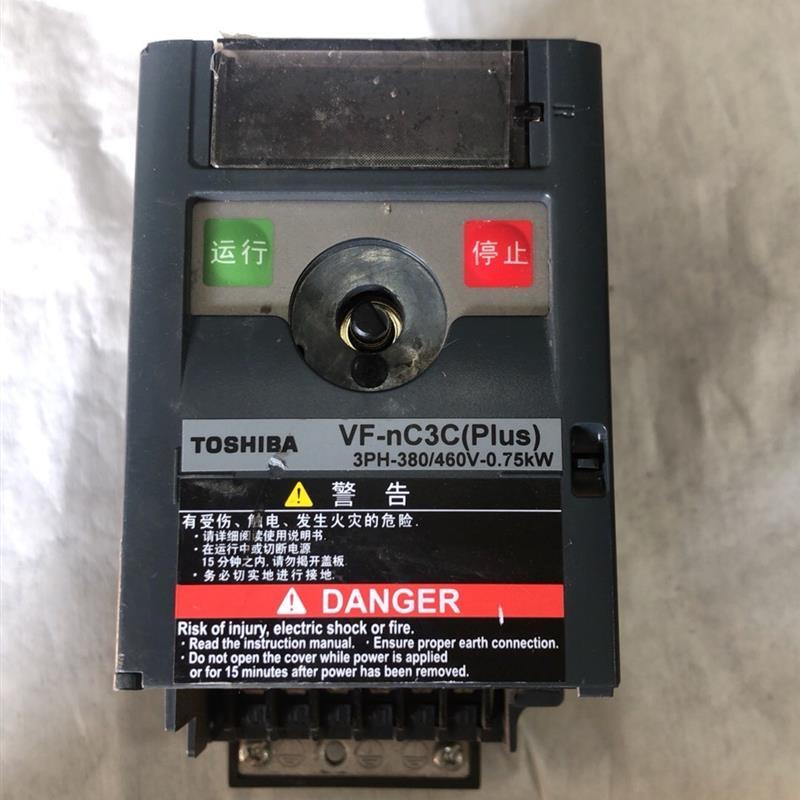 运行
停止
TOSHIBA VF-nC3C(Plus)
3PH-380/460V-0.75kW
警 告
有受伤、触电、发生火灾的危险.
・请详细阅读使用说明书.
・在运行中或切断电源
15分钟之内,请勿揭开盖板.
・务必切实地进行接地.
DANGER
Risk of injury, electric shock or fire.
・Read the instruction manual. ・Ensure proper earth connection.
・Do not open the cover while power is applied
or for 15 minutes after power has been removed.